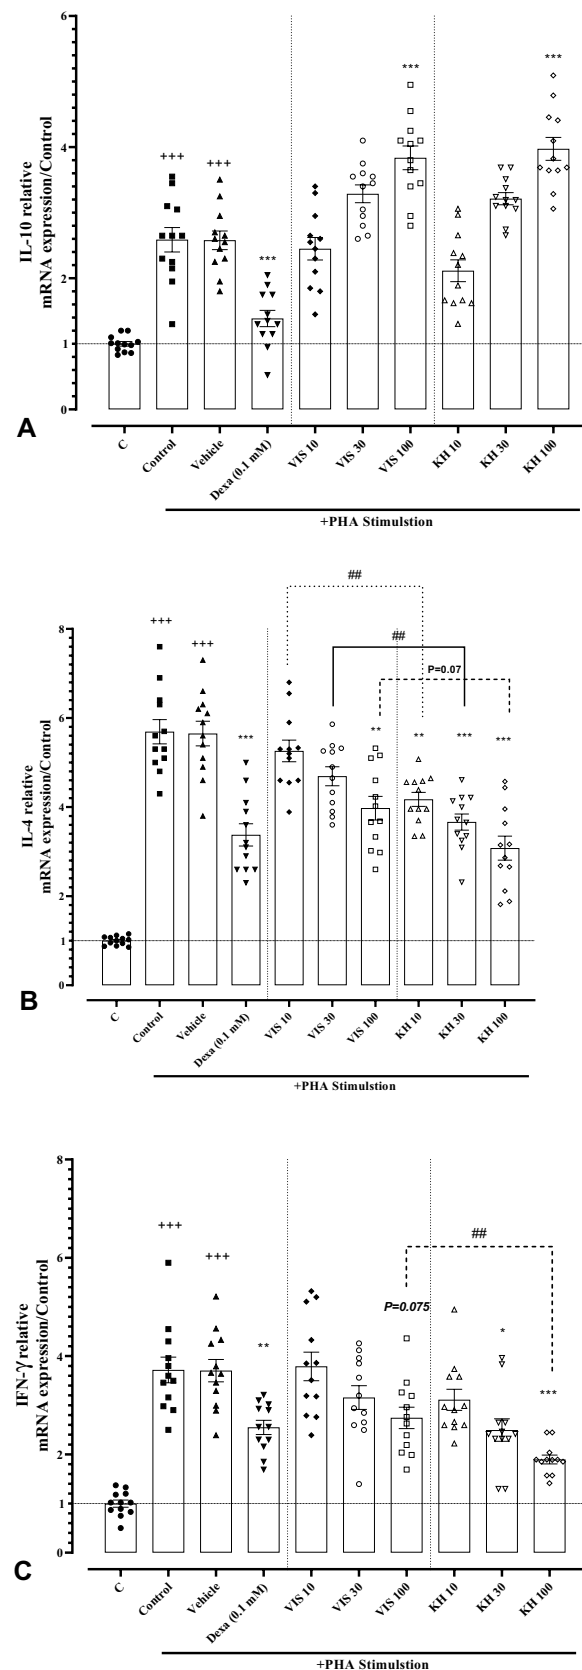 IL-10 relative
mRNA expression/Control
6
4
2
1
0
+++
+++
***
***
***
C
Control
Vehicle
Dexa (0.1 mM)
VIS 10
VIS 30
VIS 100
KH 10
KH 30
KH 100
A
+PHA Stimulstion
IL-4 relative
mRNA expression/Control
8
6
4
2
1
0
##
##
P=0.07
+++
+++
***
**
**
***
***
C
Control
Vehicle
Dexa (0.1 mM)
VIS 10
VIS 30
VIS 100
KH 10
KH 30
KH 100
B
+PHA Stimulstion
IFN-γ relative
mRNA expression/Control
8
6
4
2
1
0
+++
+++
**
##
P=0.075
*
***
C
Control
Vehicle
Dexa (0.1 mM)
VIS 10
VIS 30
VIS 100
KH 10
KH 30
KH 100
C
+PHA Stimulstion